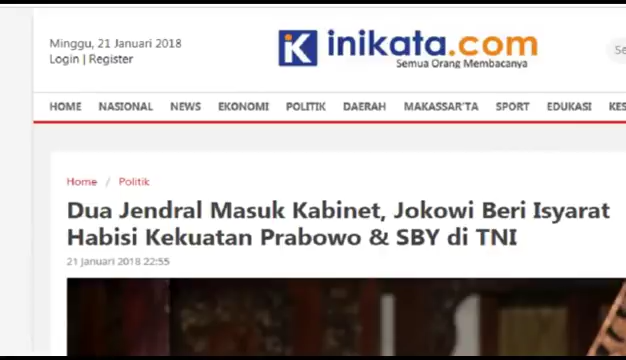 Minggu, 21 Januari 2018
Login | Register
inikata.com
Semua Orang Membacanya
HOME NASIONAL NEWS EKONOMI POLITIK DAERAH MAKASSAR'TA SPORT EDUKASI KES
Home / Politik
Dua Jendral Masuk Kabinet, Jokowi Beri Isyarat
Habisi Kekuatan Prabowo & SBY di TNI
21 Januari 2018 22:55